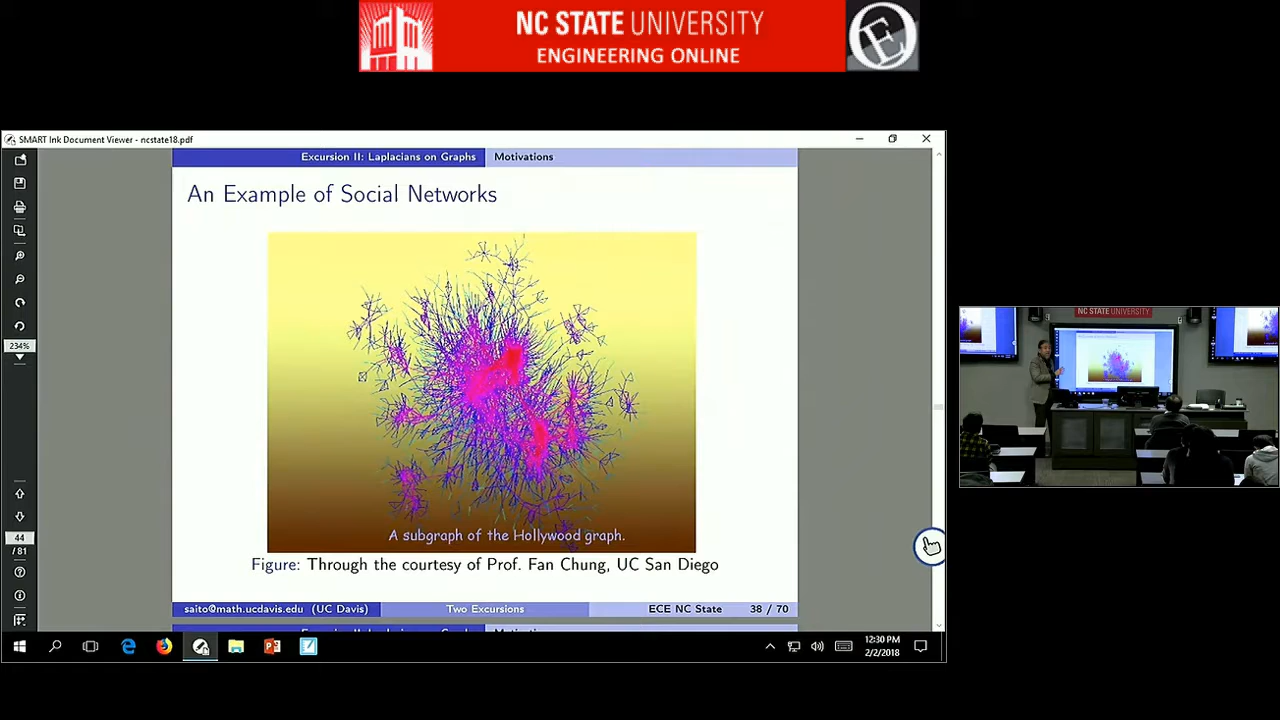 NC STATE UNIVERSITY
ENGINEERING ONLINE
SMART Ink Document Viewer - ncstate18.pdf
Excursion II: Laplacians on Graphs Motivations
An Example of Social Networks
NC STATE UNIVERSITY
234%
A subgraph of the Hollywood graph.
44
/ 81
Figure: Through the courtesy of Prof. Fan Chung, UC San Diego
saito@math.ucdavis.edu (UC Davis) Two Excursions ECE NC State 38 / 70
12:30 PM
2/2/2018